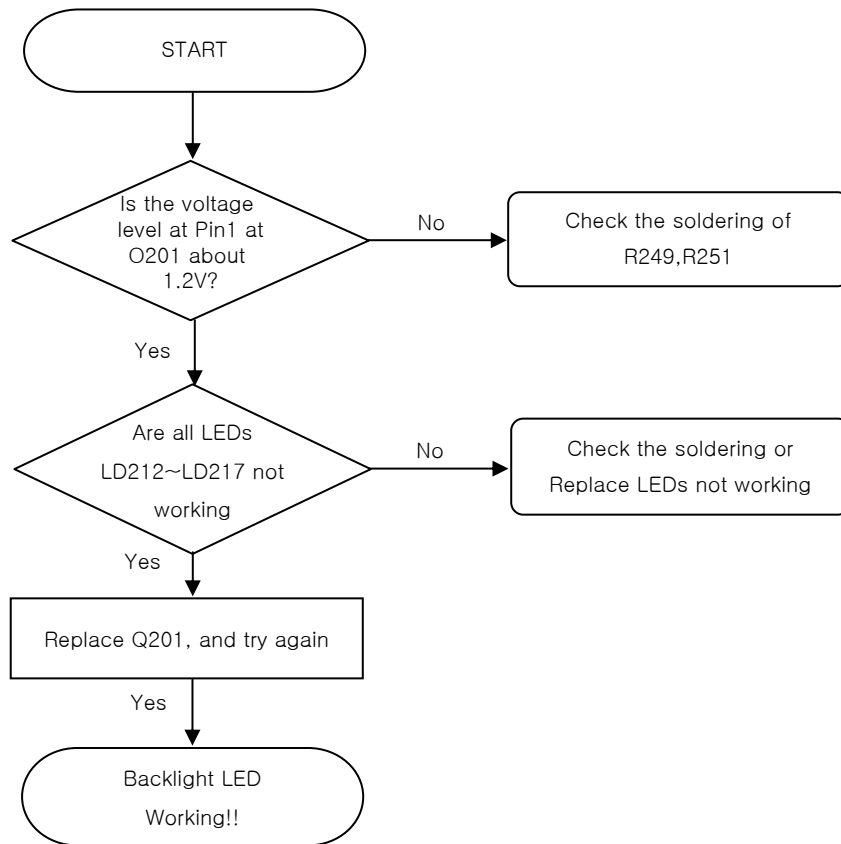 START
Is the voltage
level at Pin1 at
O201 about
1.2V?
No
Check the soldering of
R249,R251
Yes
Are all LEDs
LD212~LD217 not
working
No
Check the soldering or
Replace LEDs not working
Yes
Replace Q201, and try again
Yes
Backlight LED
Working!!